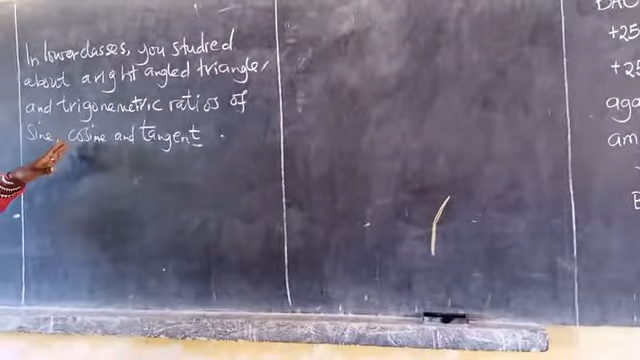 In lower classes, you studied
about a right angled triangle,
and trigonometric ratios of
Sine, cosine and tangent.
+25
+2
aga
am